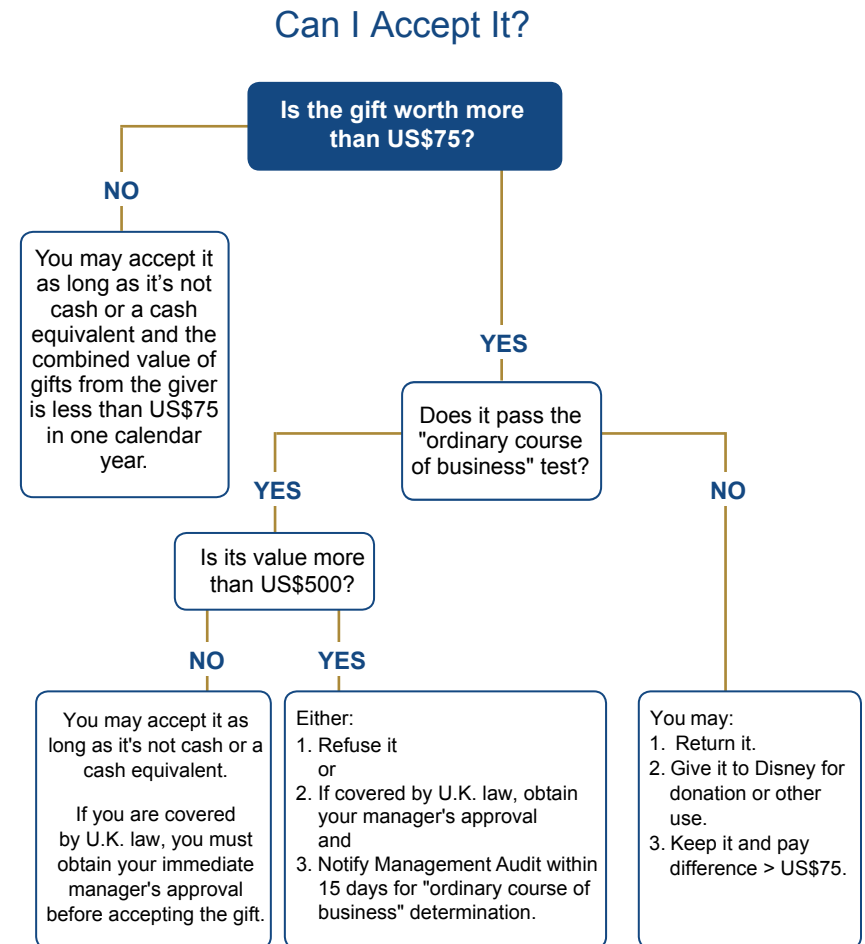 Can I Accept It?
Is the gift worth more
than US$75?
NO
You may accept it
as long as it’s not
cash or a cash
equivalent and the
combined value of
gifts from the giver
is less than US$75
in one calendar
year.
YES
Does it pass the
"ordinary course
of business" test?
YES
NO
Is its value more
than US$500?
NO
YES
You may accept it as
long as it's not cash or a
cash equivalent.
If you are covered
by U.K. law, you must
obtain your immediate
manager's approval
before accepting the gift.
Either:
1. Refuse it
or
2. If covered by U.K. law, obtain
your manager's approval
and
3. Notify Management Audit within
15 days for "ordinary course of
business" determination.
You may:
1. Return it.
2. Give it to Disney for
donation or other
use.
3. Keep it and pay
difference > US$75.